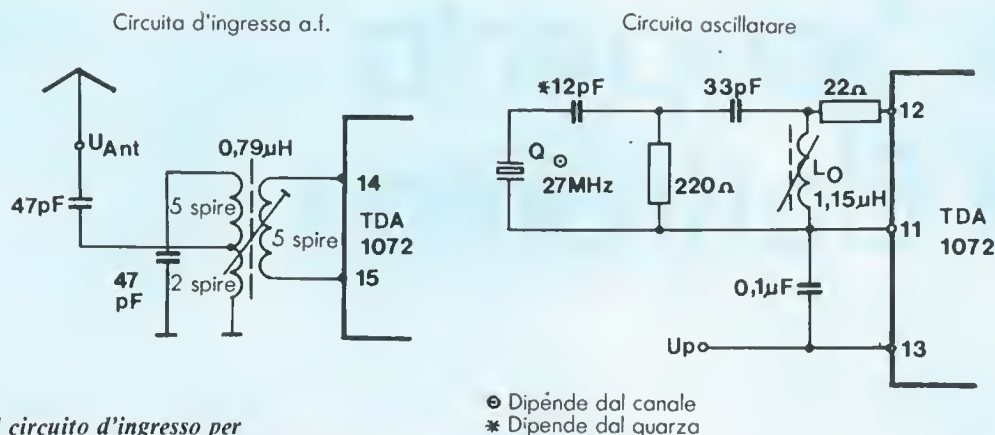 Circuita d'ingressa a.f.
UAnt
47pF
0,79µH
5 spire
2 spire
47
pF
5 spire
14
TDA
1072
15
Circuita ascillatare
*12pF
33pF
22Ω
12
Q ⊙
27MHz
220Ω
LO
1,15µH
11
TDA
1072
0,1µF
Up
13
⊙ Dipende dal canale
* Dipende dal quarza
circuito d'ingresso per